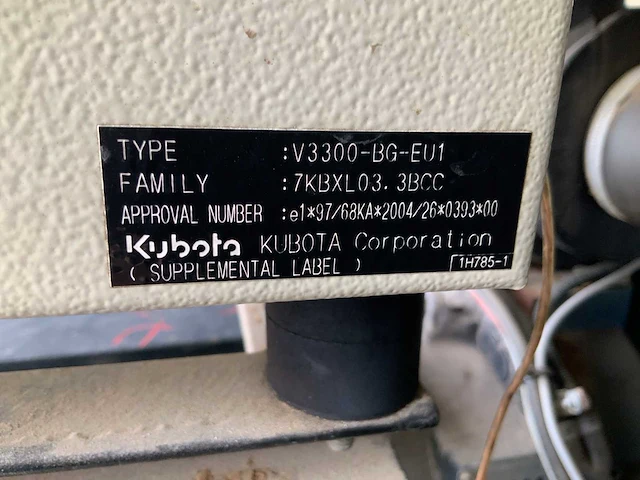 TYPE :V3300-BG-EU1
FAMILY :7KBXL03.3BCC
APPROVAL NUMBER :e1*97/68KA*2004/26*0393*00
Kubota KUBOTA Corporation
( SUPPLEMENTAL LABEL ) 1H785-1